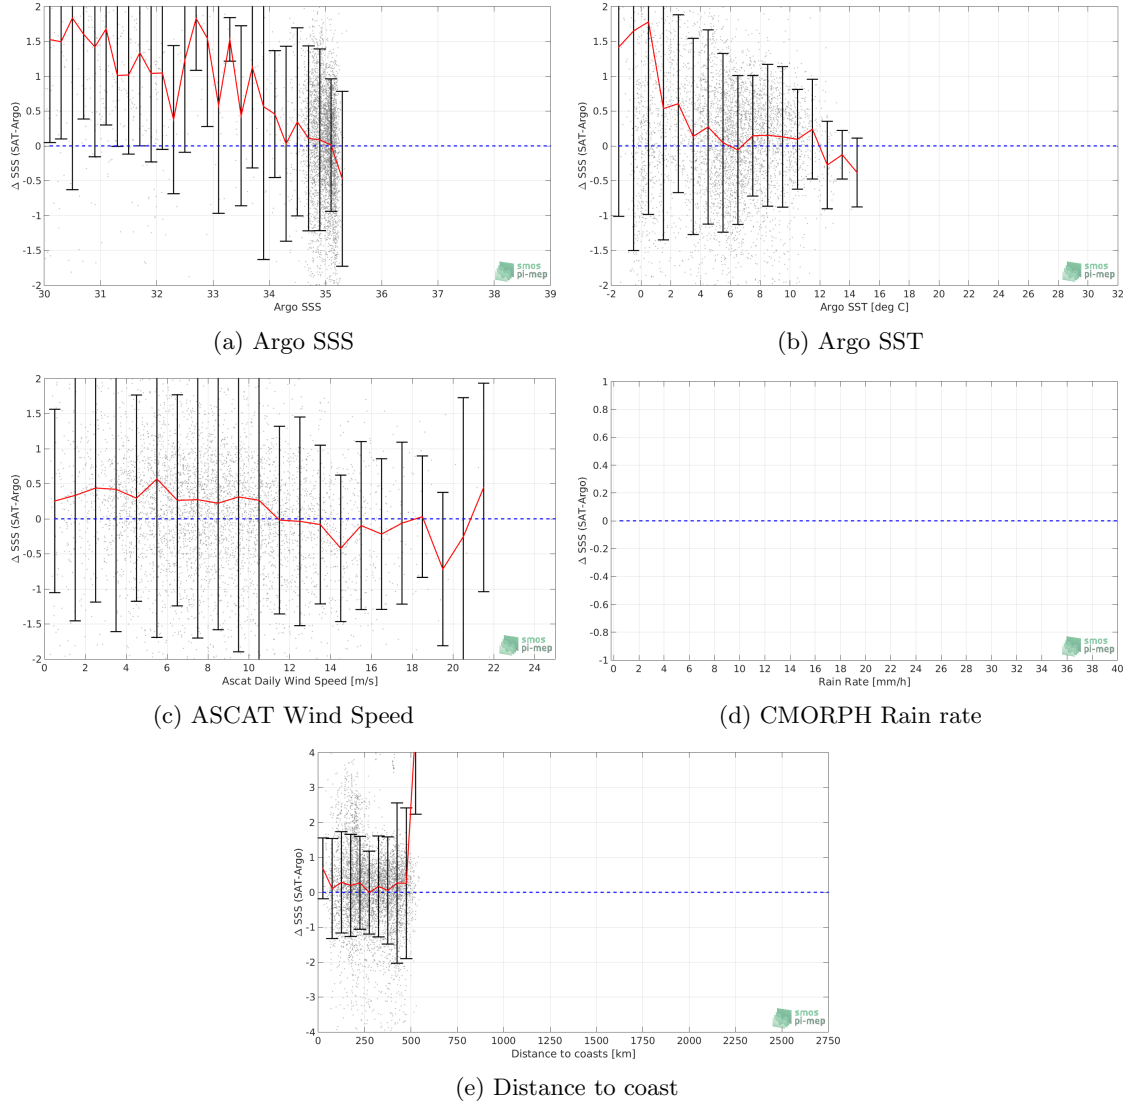 2
1.5
1
0.5
0
-0.5
-1
-1.5
-2
Δ SSS (SAT-Argo)
30 31 32 33 34 35 36 37 38 39
Argo SSS
smos
pi-mep
(a) Argo SSS
2
1.5
1
0.5
0
-0.5
-1
-1.5
-2
Δ SSS (SAT-Argo)
-2 0 2 4 6 8 10 12 14 16 18 20 22 24 26 28 30 32
Argo SST [deg C]
smos
pi-mep
(b) Argo SST
2
1.5
1
0.5
0
-0.5
-1
-1.5
-2
Δ SSS (SAT-Argo)
0 2 4 6 8 10 12 14 16 18 20 22 24
Ascat Daily Wind Speed [m/s]
smos
pi-mep
(c) ASCAT Wind Speed
1
0.8
0.6
0.4
0.2
0
-0.2
-0.4
-0.6
-0.8
-1
Δ SSS (SAT-Argo)
0 2 4 6 8 10 12 14 16 18 20 22 24 26 28 30 32 34 36 38 40
Rain Rate [mm/h]
smos
pi-mep
(d) CMORPH Rain rate
4
3
2
1
0
-1
-2
-3
-4
Δ SSS (SAT-Argo)
0 250 500 750 1000 1250 1500 1750 2000 2250 2500 2750
Distance to coasts [km]
smos
pi-mep
(e) Distance to coast